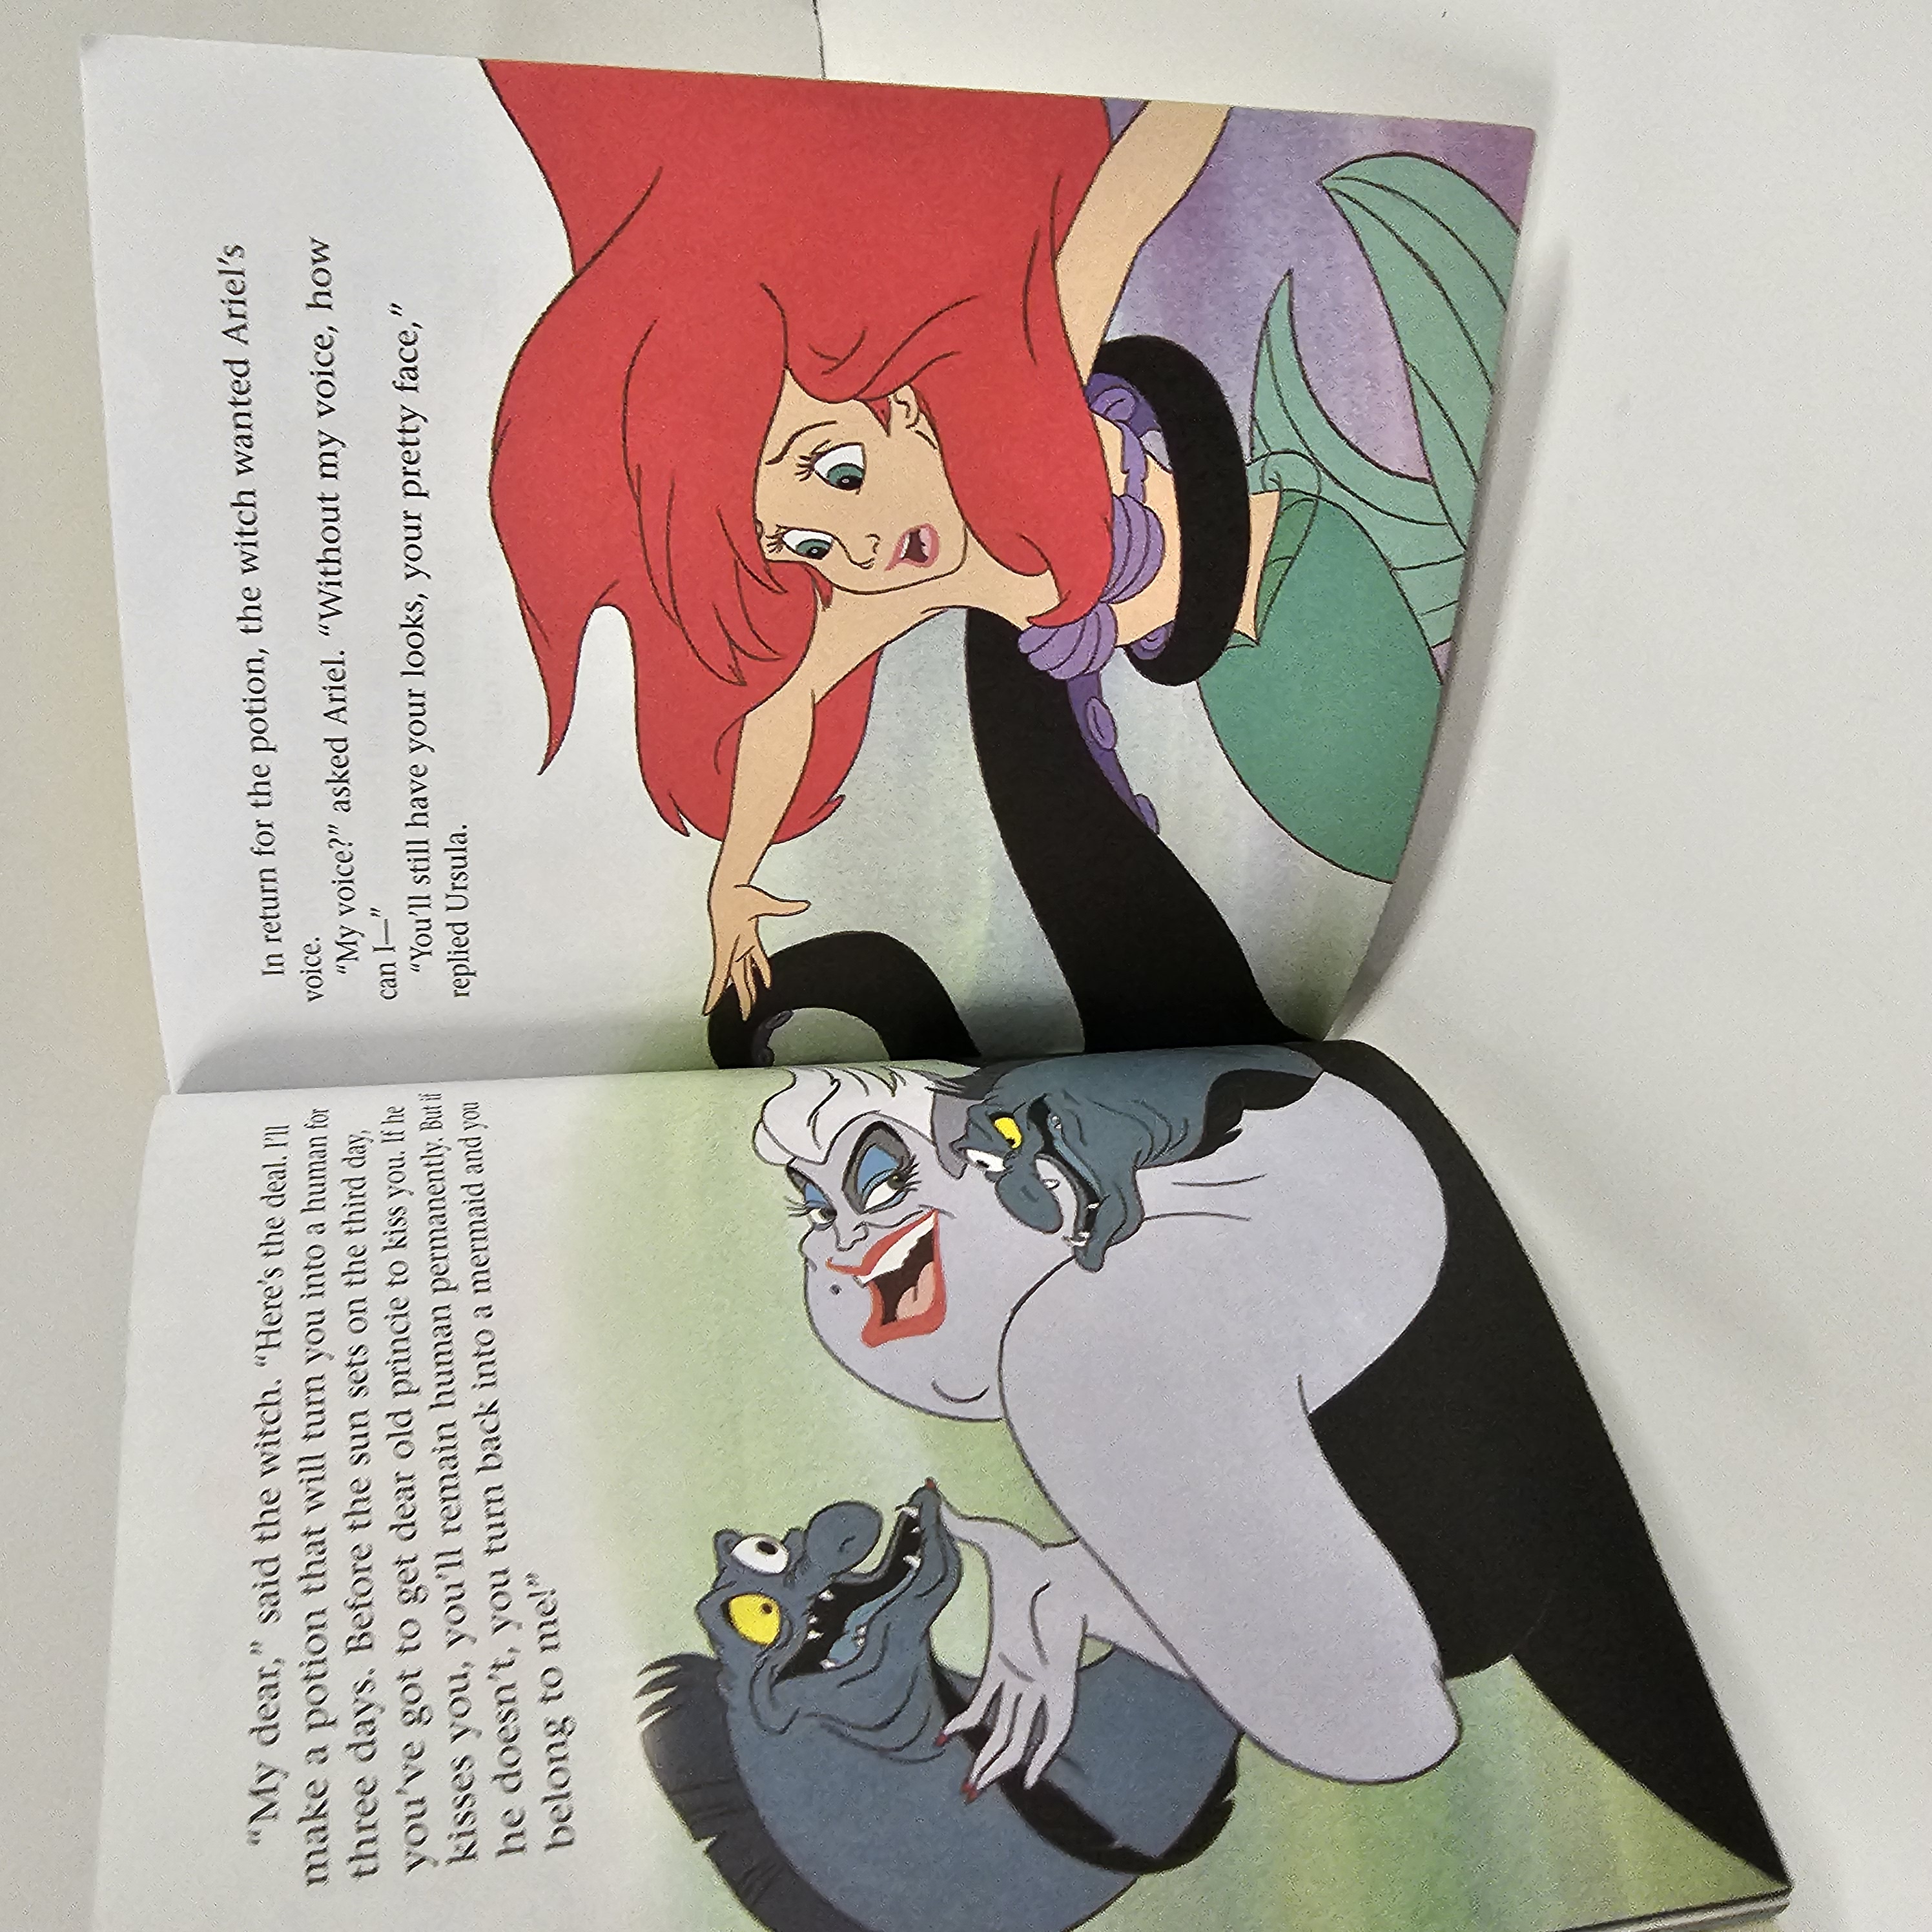 “My dear,” said the witch. “Here’s the deal. I’ll
make a potion that will turn you into a human for
three days. Before the sun sets on the third day,
you’ve got to get dear old princie to kiss you. If he
kisses you, you’ll remain human permanently. But if
he doesn’t, you turn back into a mermaid and you
belong to me!”
In return for the potion, the witch wanted Ariel’s
voice.
“My voice?” asked Ariel. “Without my voice, how
can I—”
“You’ll still have your looks, your pretty face,”
replied Ursula.